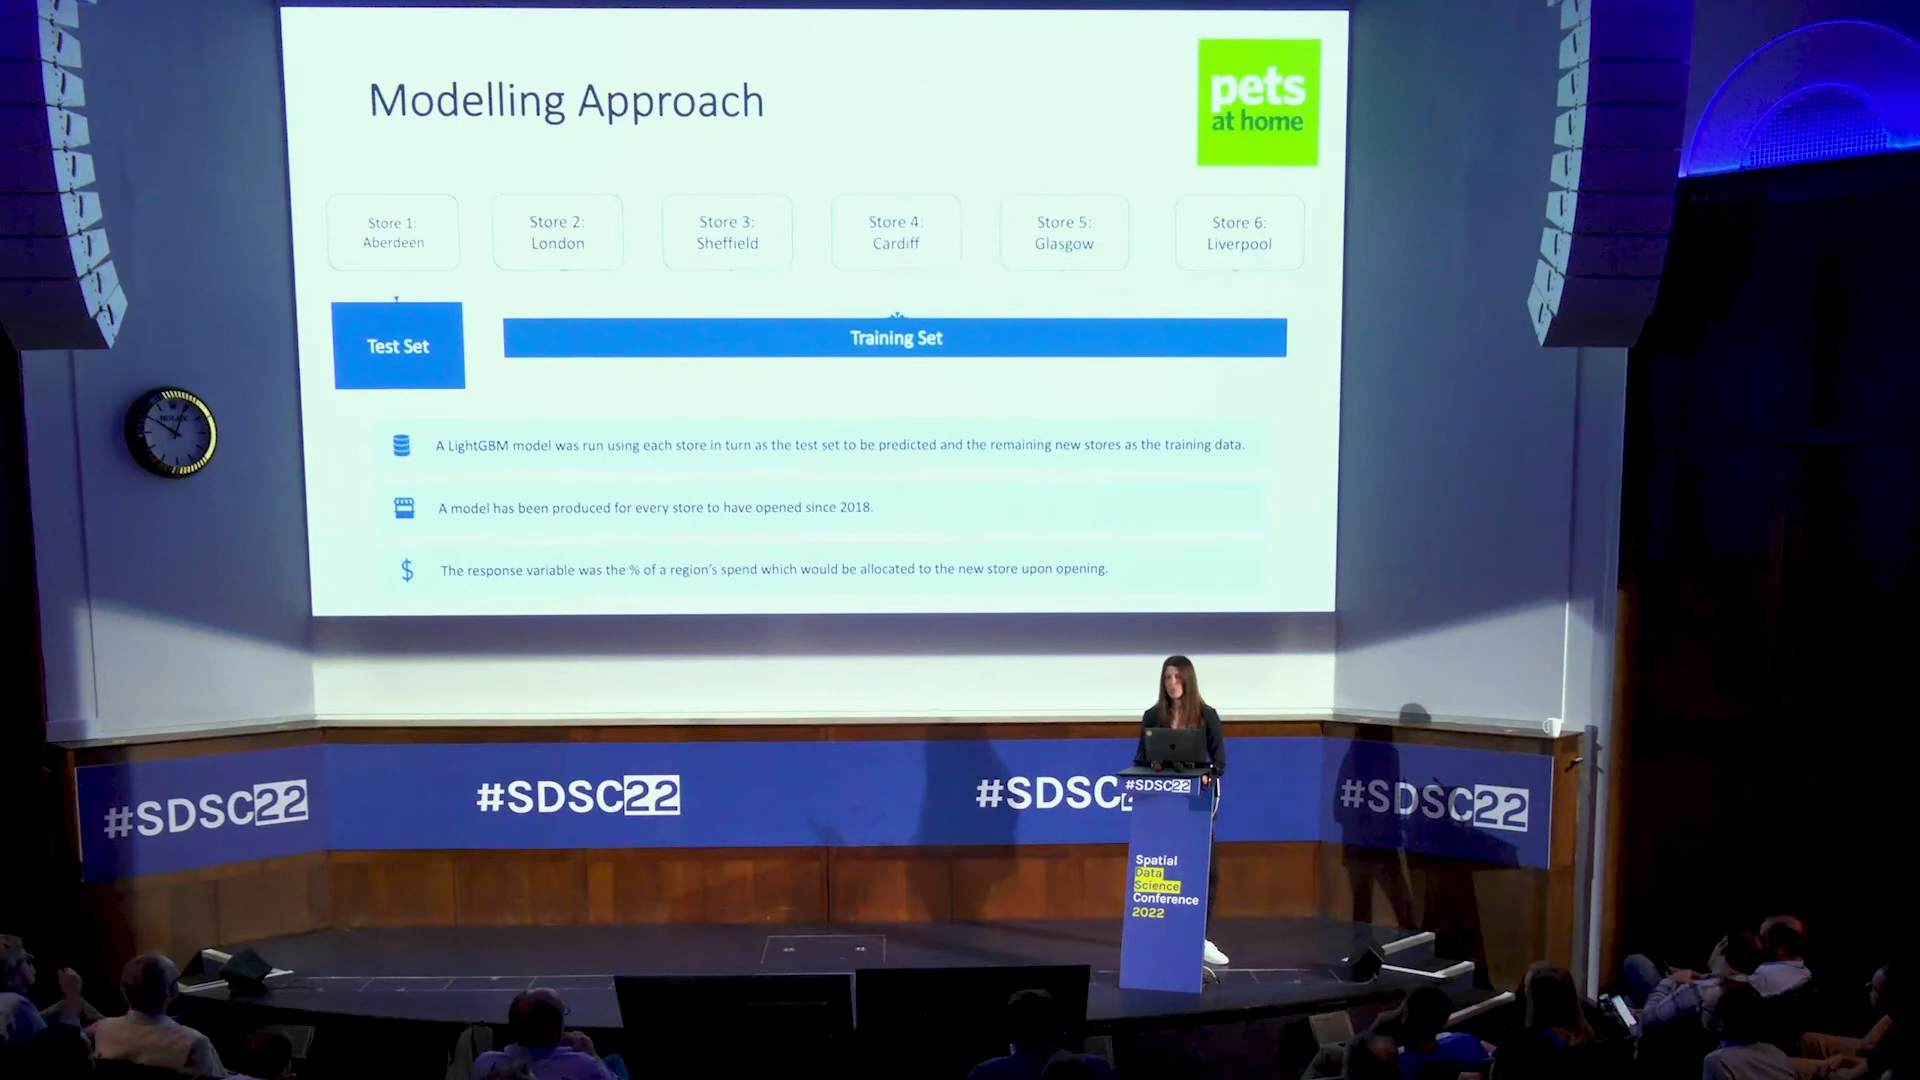 Modelling Approach
pets
at home
Store 1:
Aberdeen
Store 2:
London
Store 3:
Sheffield
Store 4:
Cardiff
Store 5:
Glasgow
Store 6:
Liverpool
Test Set
Training Set
A LightGBM model was run using each store in turn as the test set to be predicted and the remaining new stores as the training data.
A model has been produced for every store to have opened since 2018.
$ The response variable was the % of a region's spend which would be allocated to the new store upon opening.
#SDSC22
#SDSC22
#SDSC
#SDSC22
#SDSC22
Spatial
Data
Science
Conference
2022